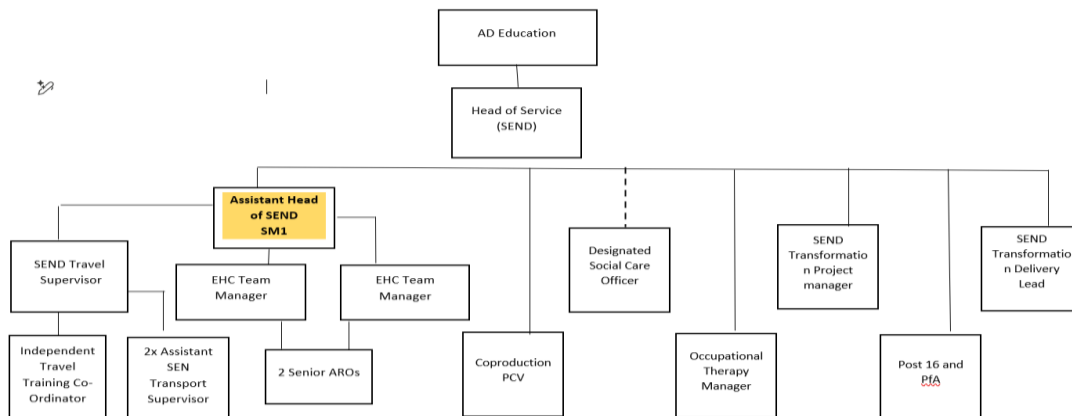 AD Education
Head of Service
(SEND)
Assistant Head
of SEND
SM1
SEND Travel
Supervisor
EHC Team
Manager
EHC Team
Manager
Designated
Social Care
Officer
SEND
Transformatio
n Project
manager
SEND
Transformatio
n Delivery
Lead
Independent
Travel
Training Co-
Ordinator
2x Assistant
SEN
Transport
Supervisor
2 Senior AROs
Coproduction
PCV
Occupational
Therapy
Manager
Post 16 and
PfA